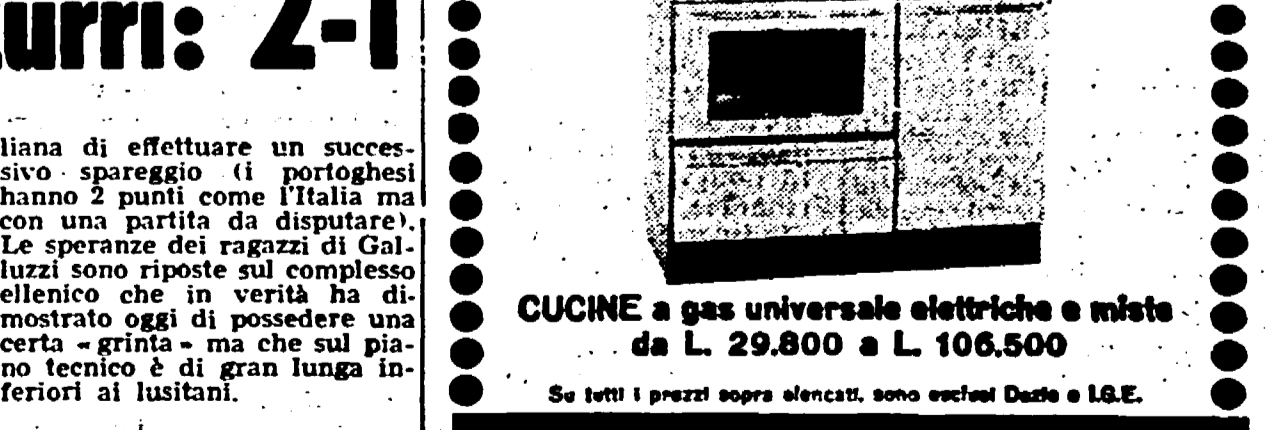 urri: 2-1
liana di effettuare un succes-
sivo spareggio (i portoghesi
hanno 2 punti come l'Italia ma
con una partita da disputare).
Le speranze dei ragazzi di Gal-
luzzi sono riposte sul complesso
ellenico che in verità ha di-
mostrato oggi di possedere una
certa « grinta » ma che sul pia-
no tecnico è di gran lunga in-
feriori ai lusitani.
CUCINE a gas universale elettriche e miste
da L. 29.800 a L. 106.500
Su tutti i prezzi sopra elencati, sono esclusi Dazio e I.G.E.